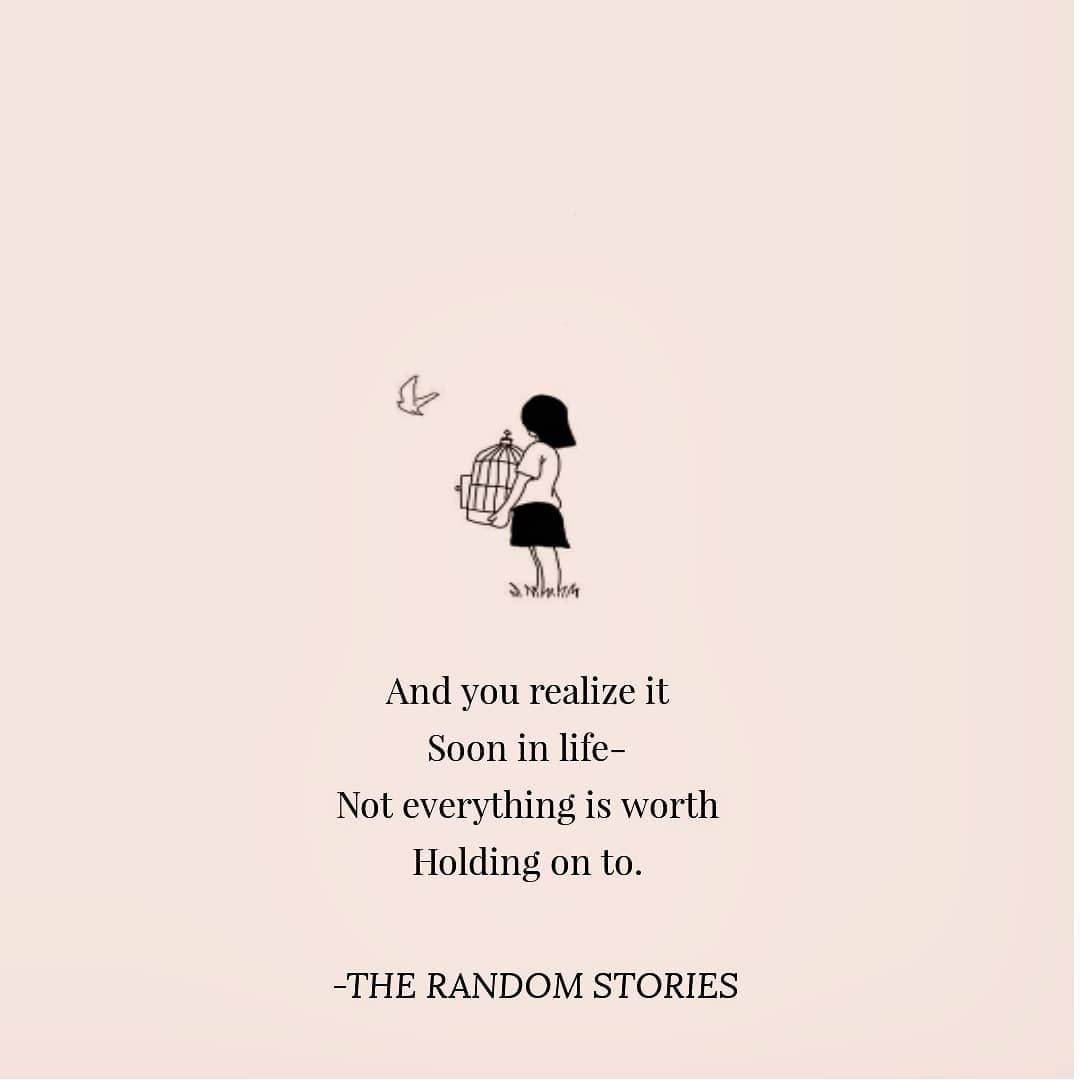 And you realize it
Soon in life-
Not everything is worth
Holding on to.
-THE RANDOM STORIES